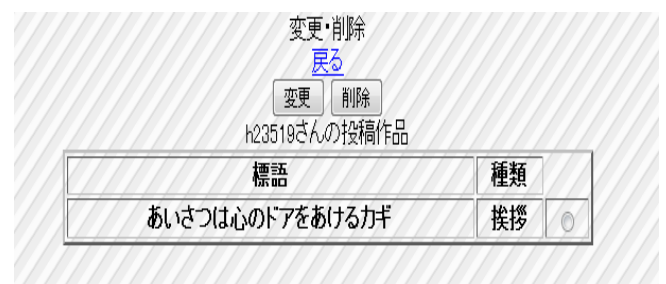 変更・削除
戻る
変更 削除
h23519さんの投稿作品
標語 種類
あいさつは心のドアをあけるカギ 挨拶